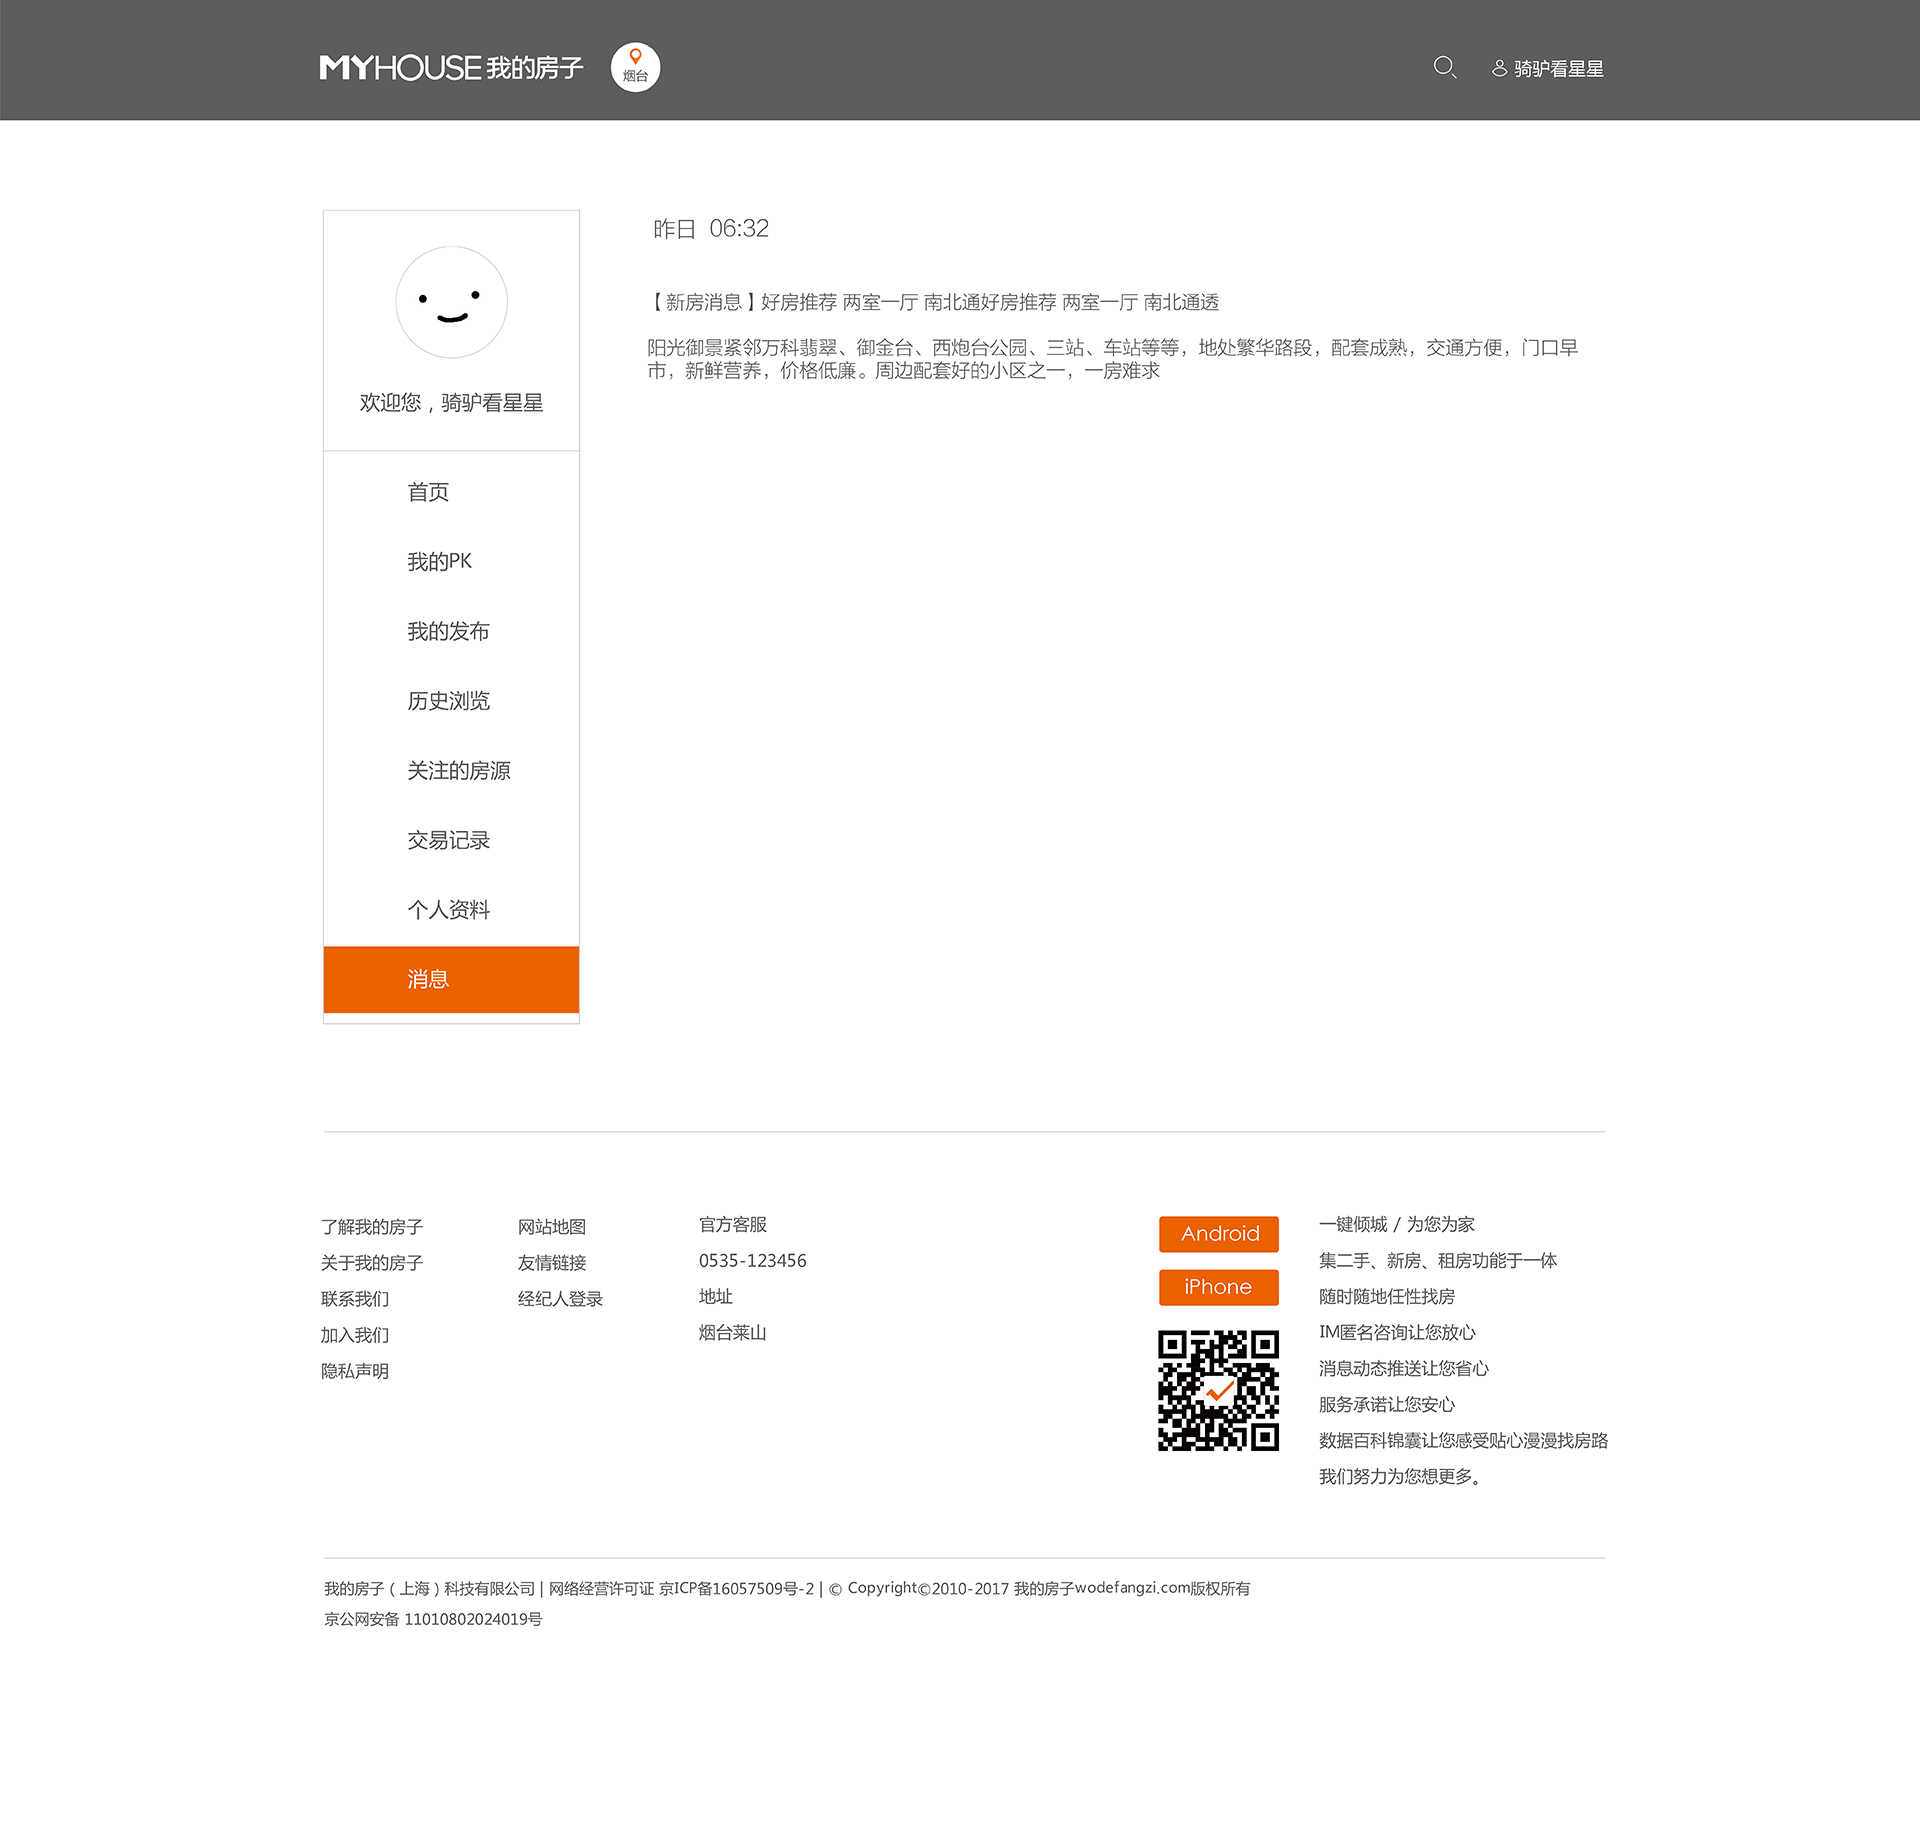 MYHOUSE 我的房子
烟台
骑驴看星星
欢迎您，骑驴看星星
首页
我的PK
我的发布
历史浏览
关注的房源
交易记录
个人资料
消息
昨日 06:32
【新房消息】好房推荐 两室一厅 南北通好房推荐 两室一厅 南北通透
阳光御景紧邻万科翡翠、御金台、西炮台公园、三站、车站等等，地处繁华路段，配套成熟，交通方便，门口早
市，新鲜营养，价格低廉。周边配套好的小区之一，一房难求
了解我的房子
关于我的房子
联系我们
加入我们
隐私声明
网站地图
友情链接
经纪人登录
官方客服
0535-123456
地址
烟台莱山
Android
iPhone
一键倾城 / 为您为家
集二手、新房、租房功能于一体
随时随地任性找房
IM匿名咨询让您放心
消息动态推送让您省心
服务承诺让您安心
数据百科锦囊让您感受贴心漫漫找房路
我们努力为您想更多。
我的房子（上海）科技有限公司 | 网络经营许可证 京ICP备16057509号-2 | © Copyright©2010-2017 我的房子wodefangzi.com版权所有
京公网安备 11010802024019号